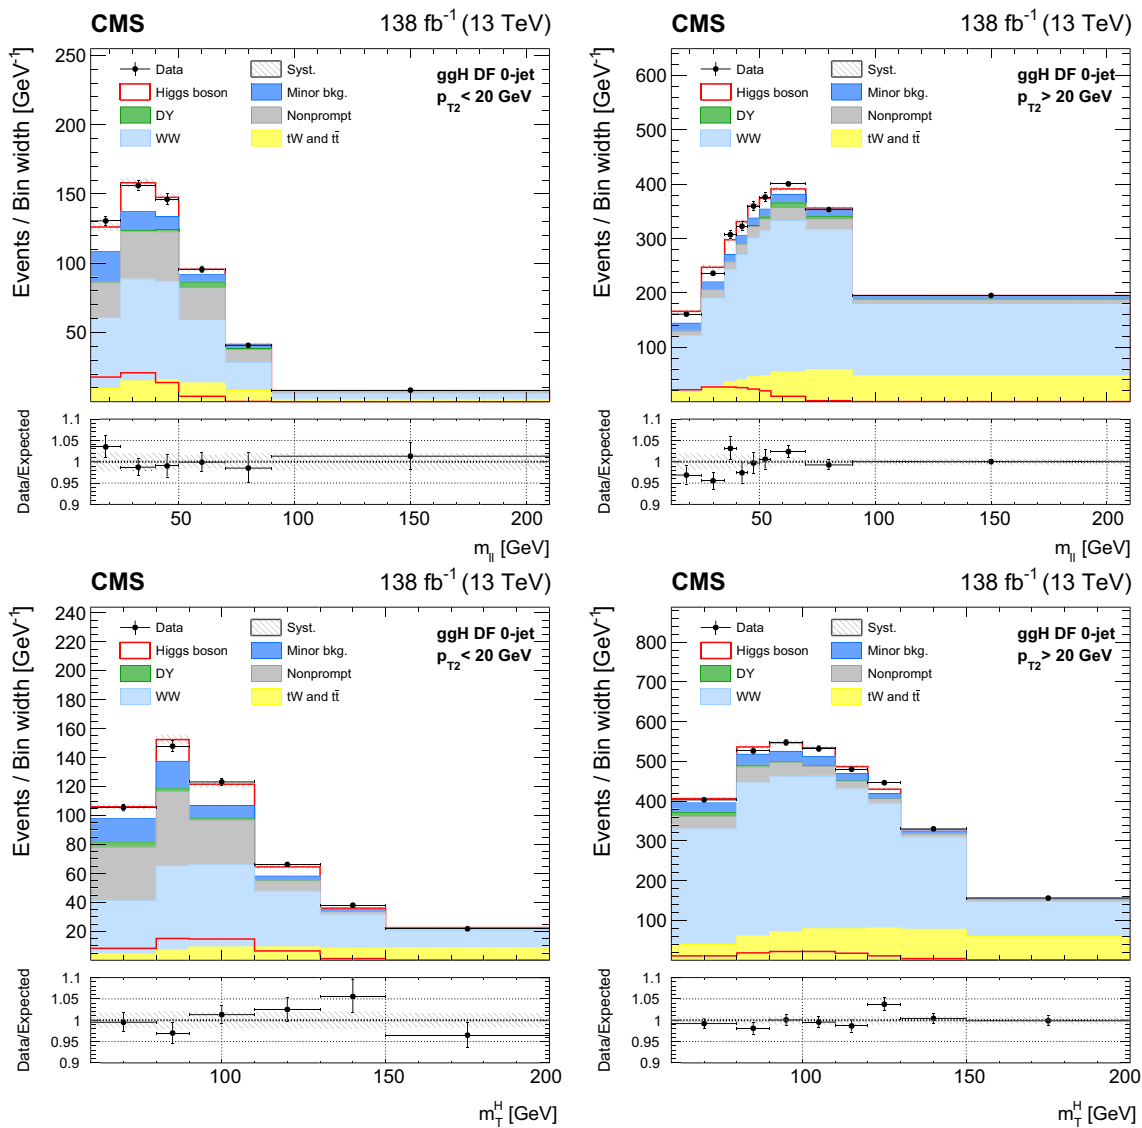 CMS 138 fb⁻¹ (13 TeV)
Events / Bin width [GeV⁻¹]
250
200
150
100
50
Data
Syst.
Higgs boson
Minor bkg.
DY
Nonprompt
WW
tW and tt̄
ggH DF 0-jet
p_T2 < 20 GeV
Data/Expected
1.1
1.05
1
0.95
0.9
50 100 150 200
m_ll [GeV]
CMS 138 fb⁻¹ (13 TeV)
Events / Bin width [GeV⁻¹]
600
500
400
300
200
100
Data
Syst.
Higgs boson
Minor bkg.
DY
Nonprompt
WW
tW and tt̄
ggH DF 0-jet
p_T2 > 20 GeV
Data/Expected
1.1
1.05
1
0.95
0.9
50 100 150 200
m_ll [GeV]
CMS 138 fb⁻¹ (13 TeV)
Events / Bin width [GeV⁻¹]
240
220
200
180
160
140
120
100
80
60
40
20
Data
Syst.
Higgs boson
Minor bkg.
DY
Nonprompt
WW
tW and tt̄
ggH DF 0-jet
p_T2 < 20 GeV
Data/Expected
1.1
1.05
1
0.95
0.9
100 150 200
m_T^H [GeV]
CMS 138 fb⁻¹ (13 TeV)
Events / Bin width [GeV⁻¹]
800
700
600
500
400
300
200
100
Data
Syst.
Higgs boson
Minor bkg.
DY
Nonprompt
WW
tW and tt̄
ggH DF 0-jet
p_T2 > 20 GeV
Data/Expected
1.1
1.05
1
0.95
0.9
100 150 200
m_T^H [GeV]